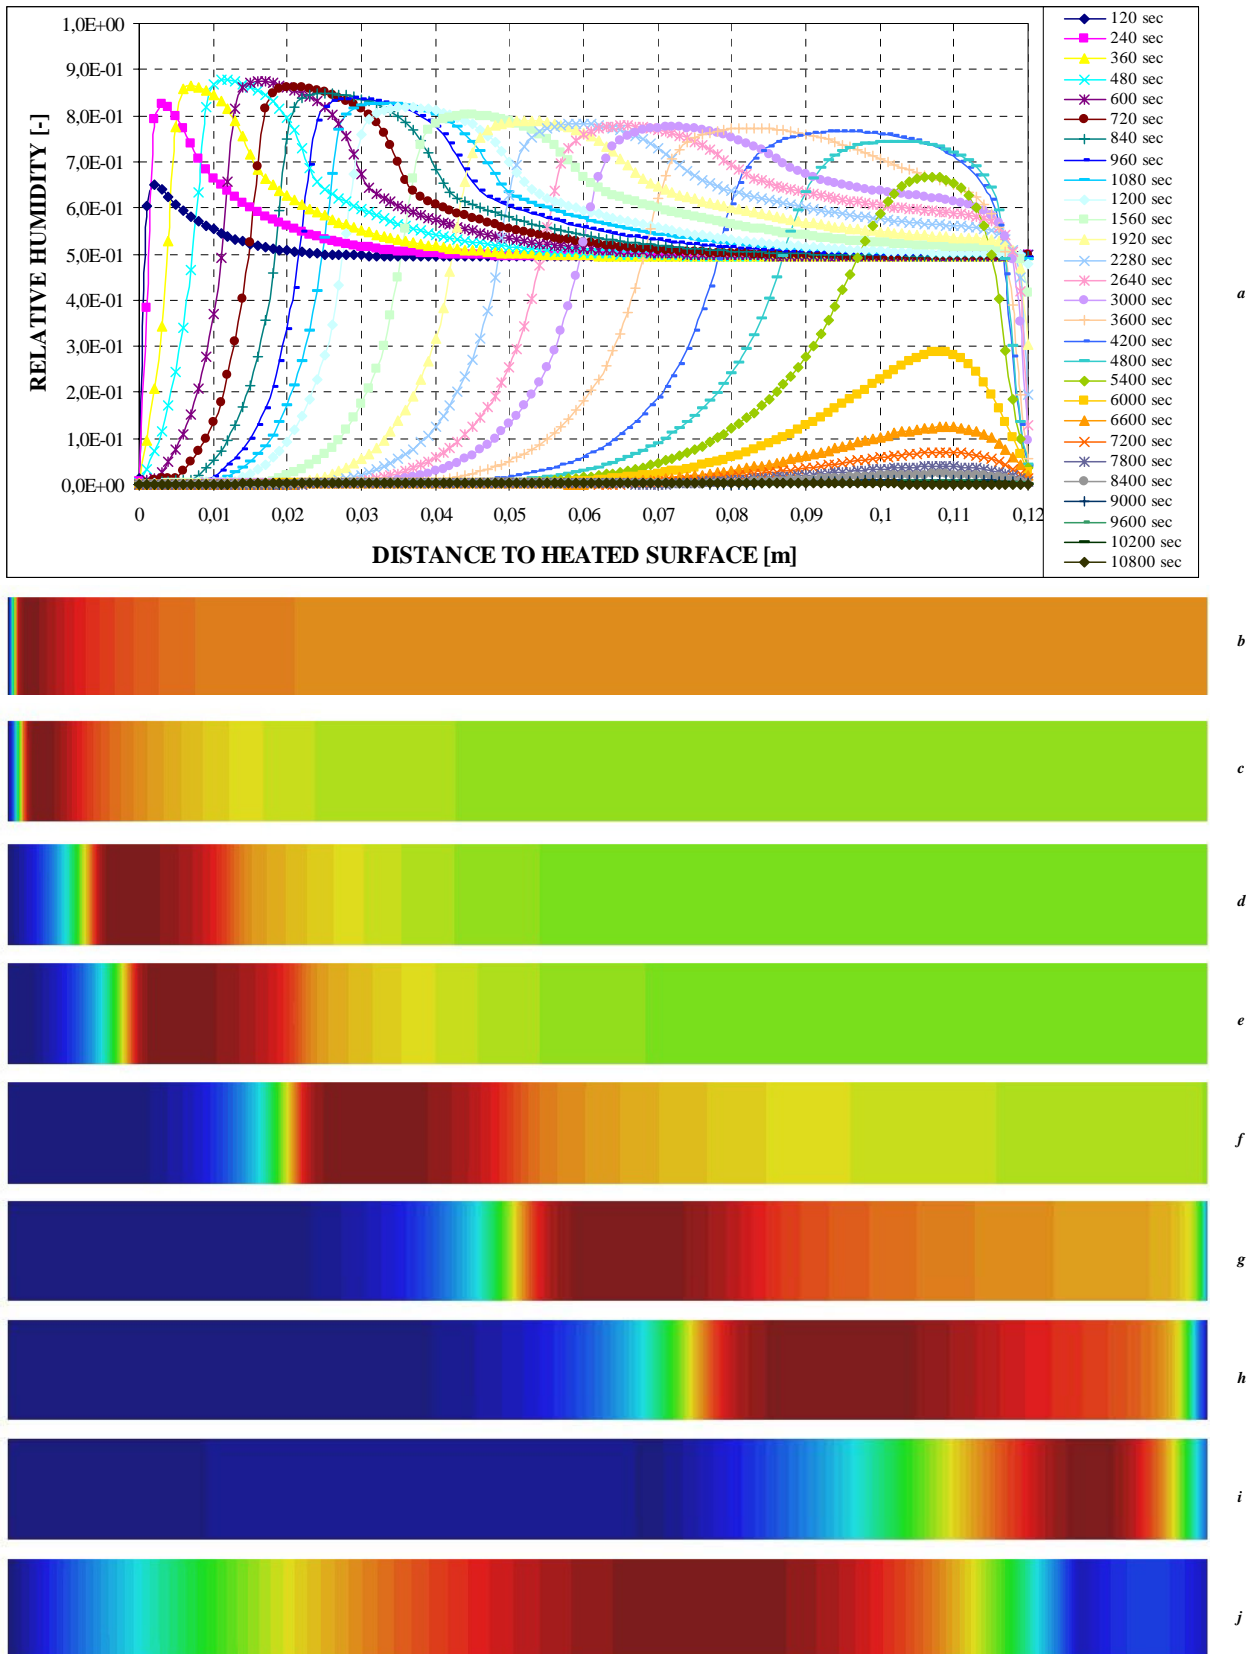 1,0E+00
9,0E-01
8,0E-01
7,0E-01
6,0E-01
5,0E-01
4,0E-01
3,0E-01
2,0E-01
1,0E-01
0,0E+00
RELATIVE HUMIDITY [-]
0 0,01 0,02 0,03 0,04 0,05 0,06 0,07 0,08 0,09 0,1 0,11 0,12
DISTANCE TO HEATED SURFACE [m]
120 sec
240 sec
360 sec
480 sec
600 sec
720 sec
840 sec
960 sec
1080 sec
1200 sec
1560 sec
1920 sec
2280 sec
2640 sec
3000 sec
3600 sec
4200 sec
4800 sec
5400 sec
6000 sec
6600 sec
7200 sec
7800 sec
8400 sec
9000 sec
9600 sec
10200 sec
10800 sec
a
b
c
d
e
f
g
h
i
j